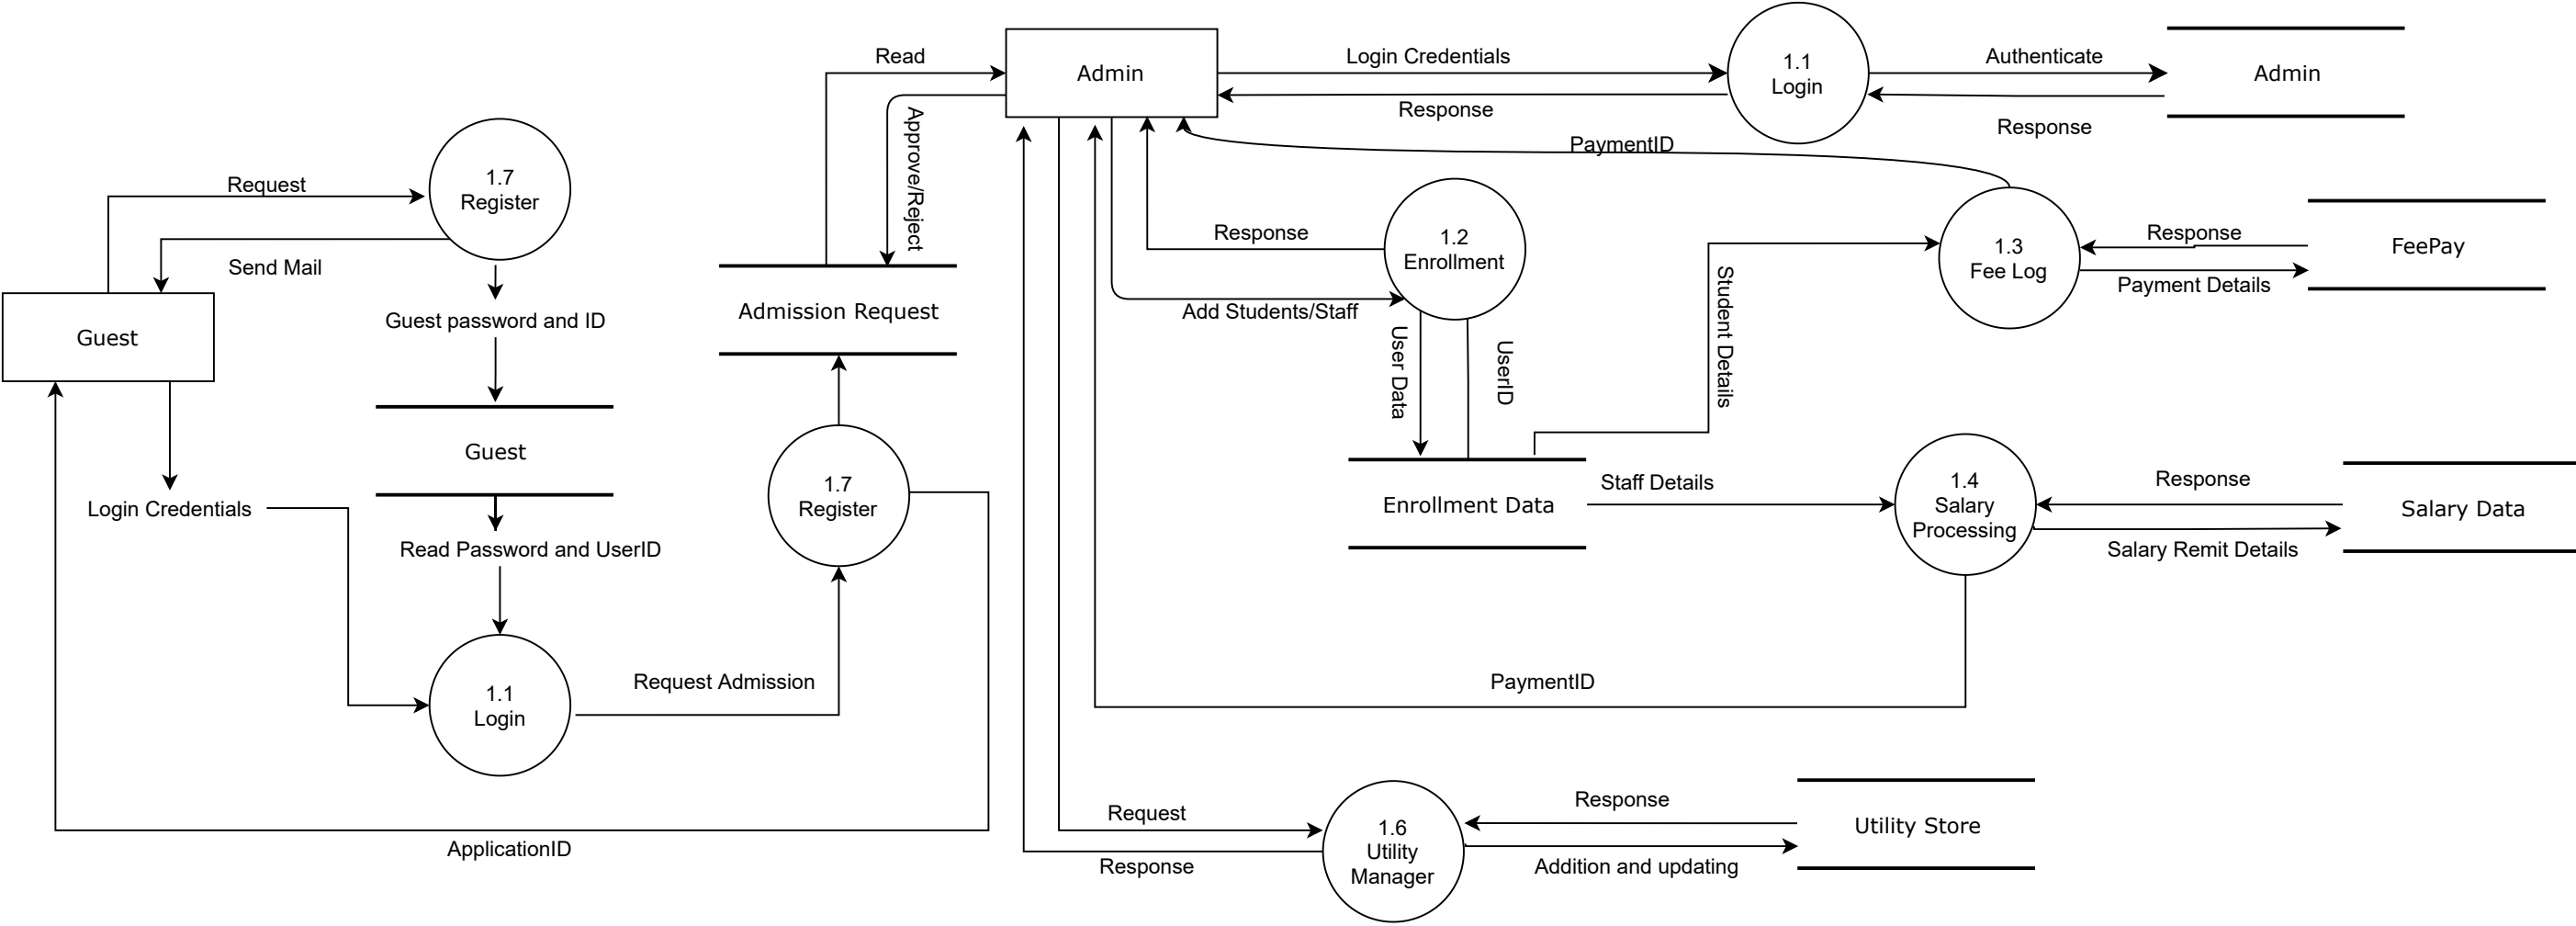 Read
Admin
Login Credentials
1.1
Login
Authenticate
Admin
Response
Response
Approve/Reject
PaymentID
Request
1.7
Register
Send Mail
Response
1.2
Enrollment
1.3
Fee Log
Response
FeePay
Payment Details
Guest
Guest password and ID
Admission Request
Add Students/Staff
User Data
UserID
Student Details
Guest
Login Credentials
Read Password and UserID
1.7
Register
Enrollment Data
Staff Details
1.4
Salary
Processing
Response
Salary Data
Salary Remit Details
1.1
Login
Request Admission
PaymentID
ApplicationID
Request
Response
1.6
Utility
Manager
Response
Utility Store
Addition and updating